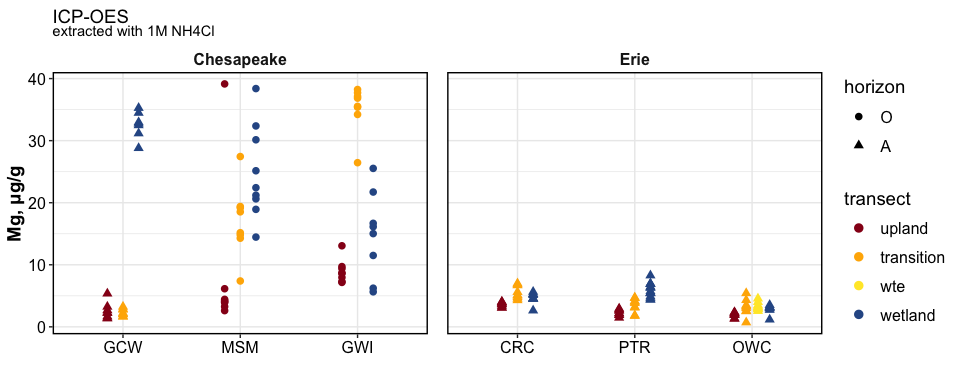 ICP-OES
extracted with 1M NH4Cl
Chesapeake
Erie
Mg, μg/g
40
30
20
10
0
GCW
MSM
GWI
CRC
PTR
OWC
horizon
O
A
transect
upland
transition
wte
wetland